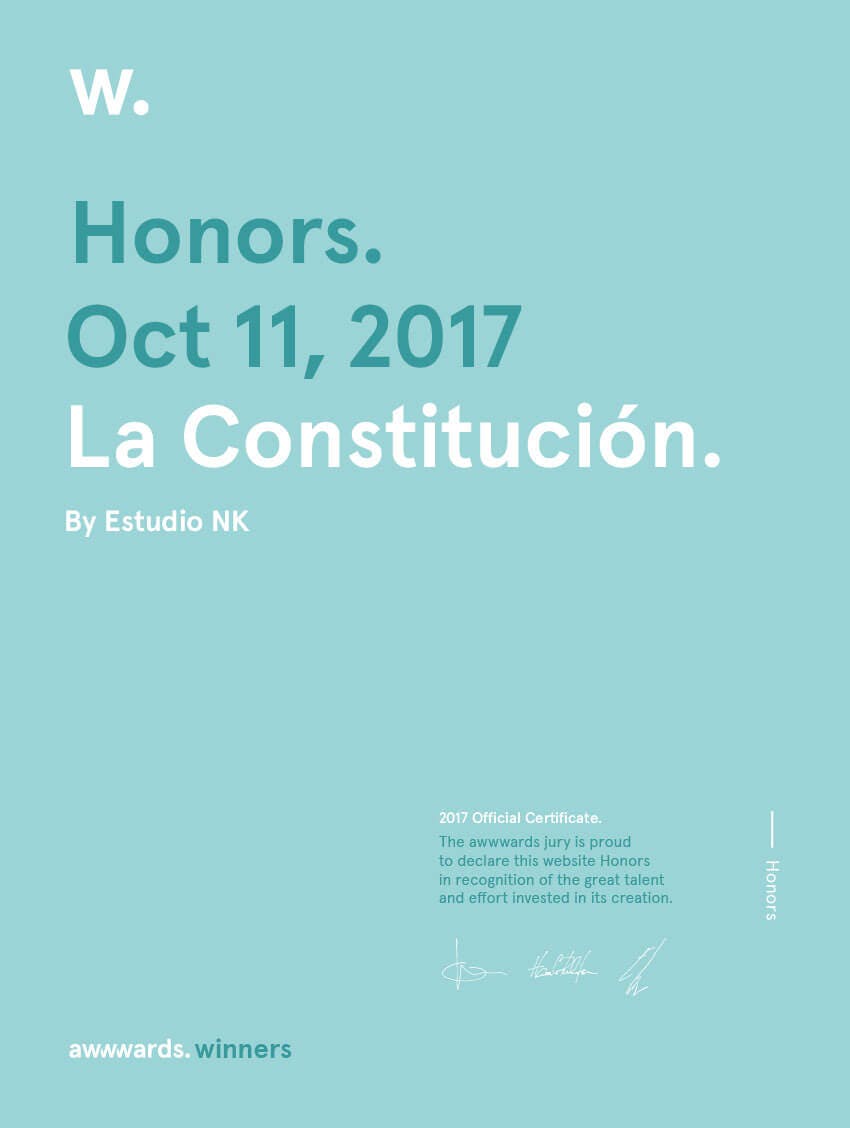 w.
Honors.
Oct 11, 2017
La Constitución.
By Estudio NK
2017 Official Certificate.
The awwwards jury is proud
to declare this website Honors
in recognition of the great talent
and effort invested in its creation.
Honors
awwwards. winners